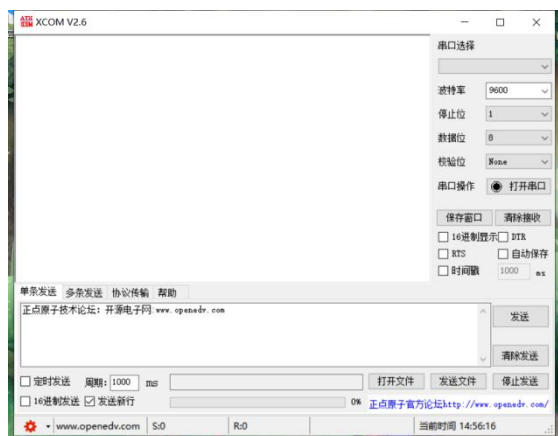 ATK XCOM XCOM V2.6
串口选择
波特率 9600
停止位 1
数据位 8
校验位 None
串口操作 打开串口
保存窗口 清除接收
16进制显示 DTR
RTS 自动保存
时间戳 1000 ms
单条发送 多条发送 协议传输 帮助
正点原子技术论坛:开源电子网:www.openedv.com
发送
清除发送
定时发送 周期: 1000 ms 打开文件 发送文件 停止发送
16进制发送 发送新行 0% 正点原子官方论坛http://www.openedv.com/
www.openedv.com S:0 R:0 当前时间 14:56:16